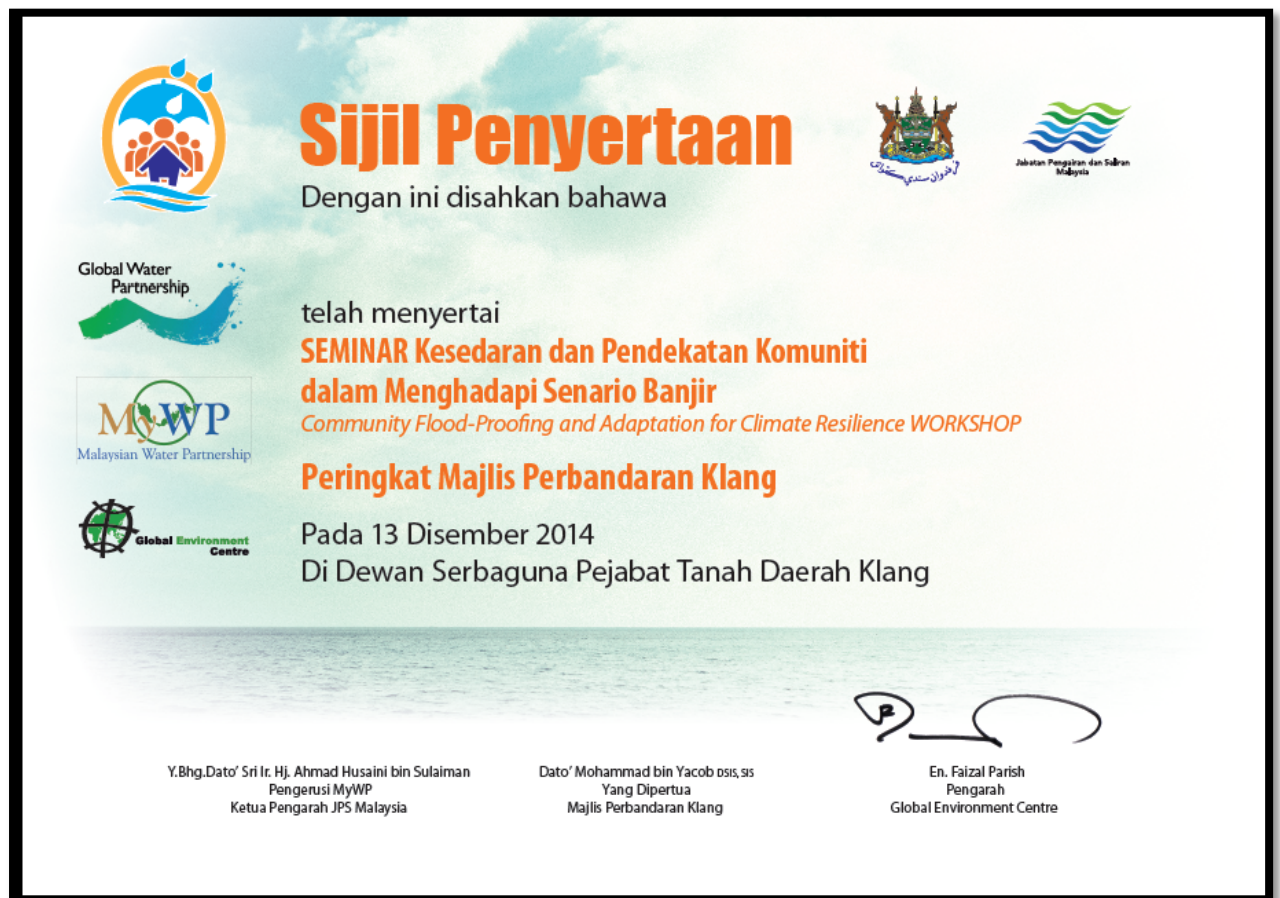 Sijil Penyertaan
Dengan ini disahkan bahawa
Jabatan Pengairan dan Saliran
Malaysia
Global Water
Partnership
MyWP
Malaysian Water Partnership
Global Environment
Centre
telah menyertai
SEMINAR Kesedaran dan Pendekatan Komuniti
dalam Menghadapi Senario Banjir
Community Flood-Proofing and Adaptation for Climate Resilience WORKSHOP
Peringkat Majlis Perbandaran Klang
Pada 13 Disember 2014
Di Dewan Serbaguna Pejabat Tanah Daerah Klang
Y.Bhg.Dato' Sri Ir. Hj. Ahmad Husaini bin Sulaiman
Pengerusi MyWP
Ketua Pengarah JPS Malaysia
Dato' Mohammad bin Yacob DSIS, SIS
Yang Dipertua
Majlis Perbandaran Klang
En. Faizal Parish
Pengarah
Global Environment Centre